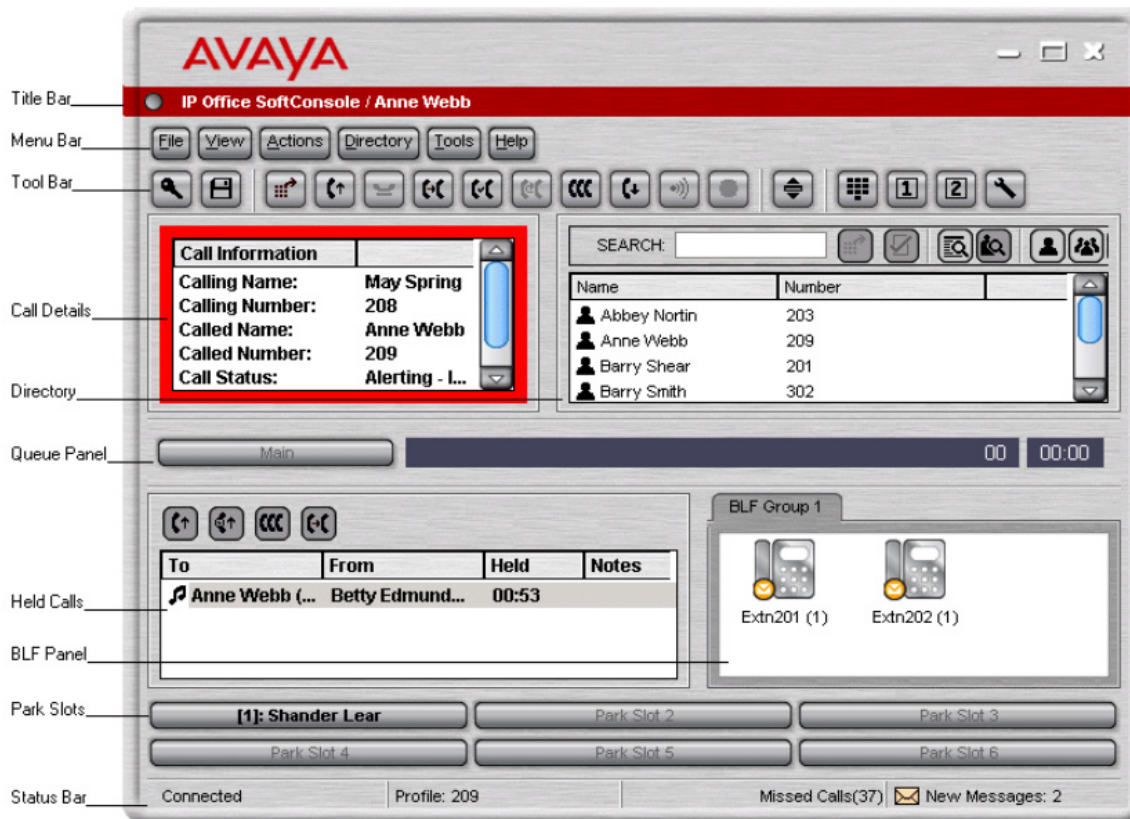 AVAYA
Title Bar
IP Office SoftConsole / Anne Webb
Menu Bar
File View Actions Directory Tools Help
Tool Bar
1 2
Call Details
Call Information
Calling Name: May Spring
Calling Number: 208
Called Name: Anne Webb
Called Number: 209
Call Status: Alerting - I...
SEARCH:
Name Number
Abbey Nortin 203
Anne Webb 209
Barry Shear 201
Barry Smith 302
Directory
Queue Panel
Main 00 00:00
To From Held Notes
Anne Webb (... Betty Edmund... 00:53
Held Calls
BLF Group 1
Extn201 (1) Extn202 (1)
BLF Panel
Park Slots
[1]: Shander Lear Park Slot 2 Park Slot 3
Park Slot 4 Park Slot 5 Park Slot 6
Status Bar
Connected Profile: 209 Missed Calls(37) New Messages: 2